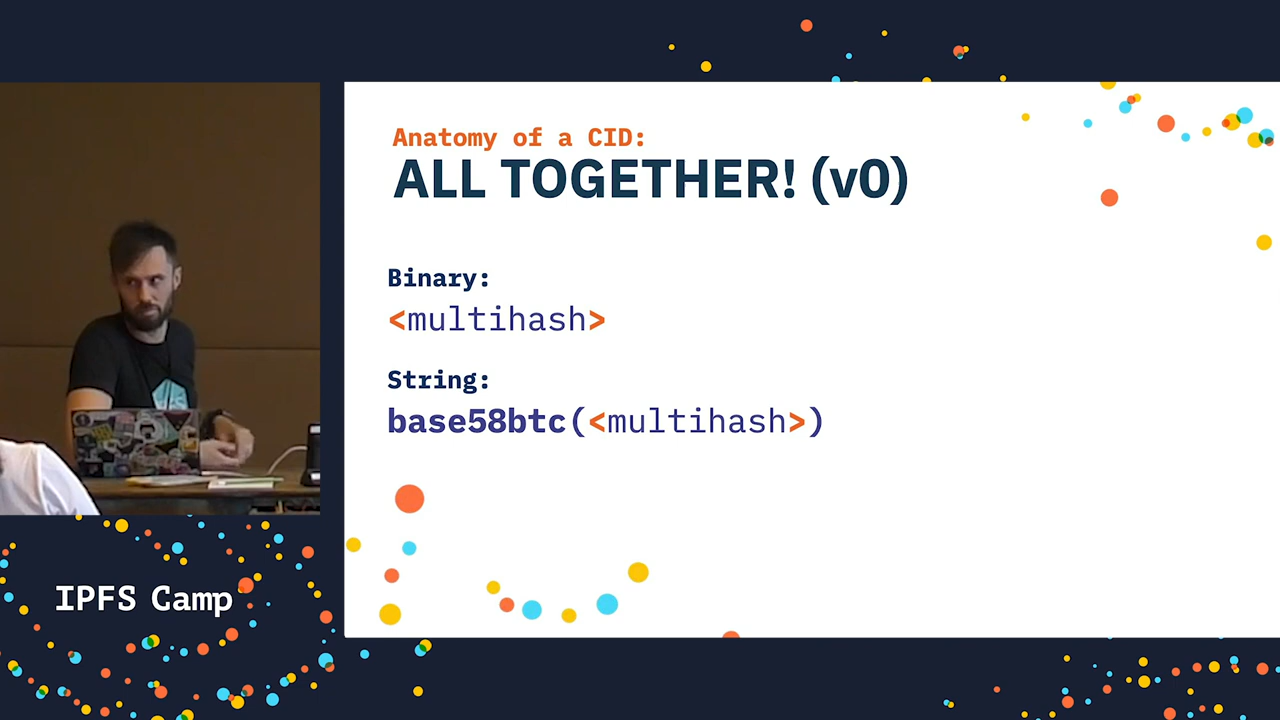 Anatomy of a CID:
ALL TOGETHER! (v0)
Binary:
<multihash>
String:
base58btc(<multihash>)
IPFS Camp